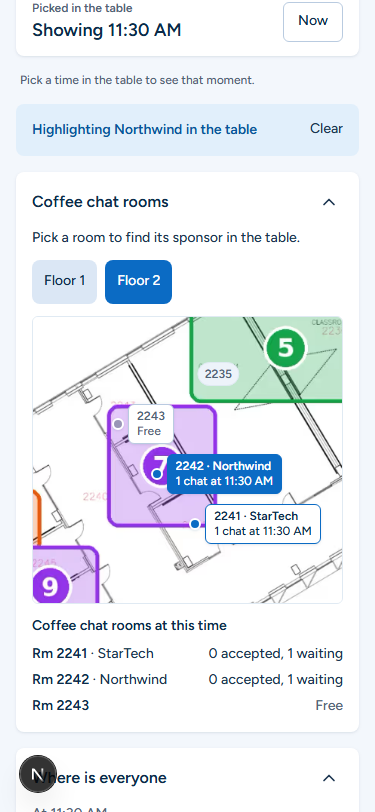 Picked in the table
Showing 11:30 AM
Now
Pick a time in the table to see that moment.
Highlighting Northwind in the table
Clear
Coffee chat rooms
Pick a room to find its sponsor in the table.
Floor 1
Floor 2
5
2235
2243
Free
7
2242 · Northwind
1 chat at 11:30 AM
2240
2241 · StarTech
1 chat at 11:30 AM
9
Coffee chat rooms at this time
Rm 2241 · StarTech
0 accepted, 1 waiting
Rm 2242 · Northwind
0 accepted, 1 waiting
Rm 2243
Free
N
here is everyone
At 11:30 AM